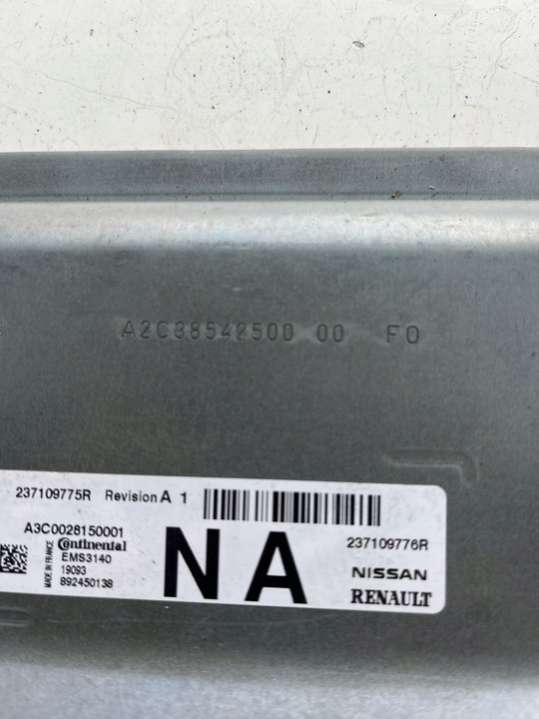 A2C38542500 00 F0
237109775R Revision A 1
A3C0028150001
Continental
EMS3140
19093
892450138
MADE IN FRANCE
NA
237109776R
NISSAN
RENAULT